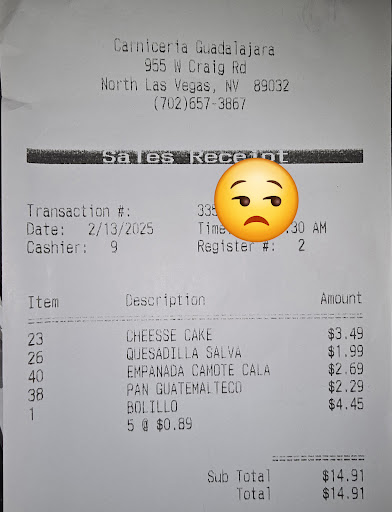 Carniceria Guadalajara
955 W Craig Rd
North Las Vegas, NV 89032
(702)657-3867
Sales Receipt
Transaction #:
Date: 2/13/2025
Cashier: 9 Register #: 2
Item Description Amount
23 CHEESSE CAKE $3.49
26 QUESADILLA SALVA $1.99
40 EMPANADA CAMOTE CALA $2.69
38 PAN GUATEMALTECO $2.29
1 BOLILLO $4.45
5 @ $0.89
Sub Total $14.91
Total $14.91